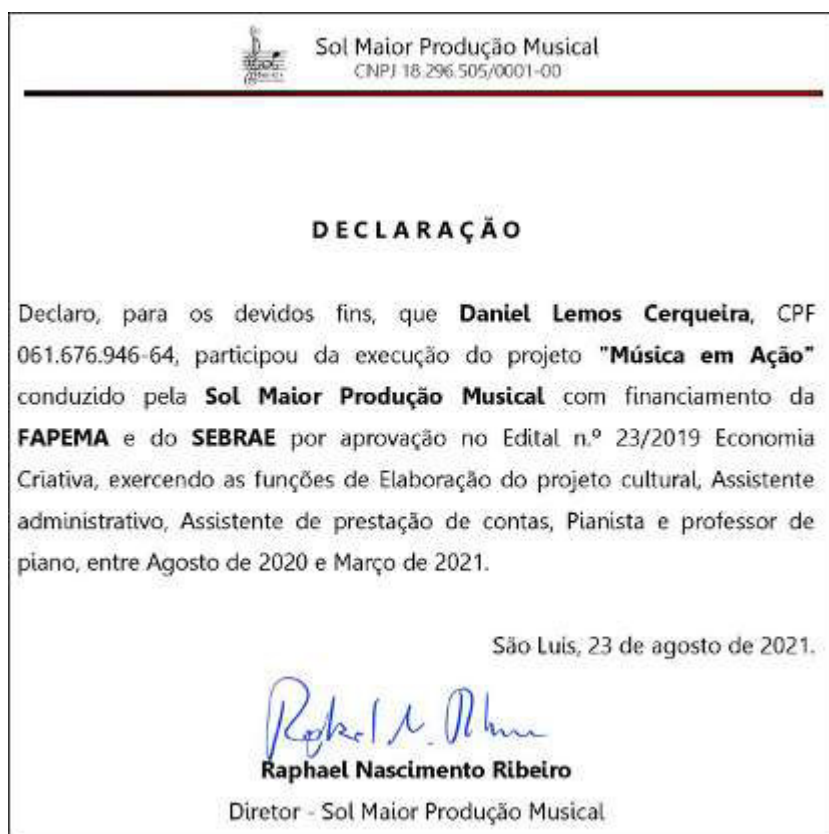 Sol Maior Produção Musical
CNPJ 18.296.505/0001-00
DECLARAÇÃO
Declaro, para os devidos fins, que Daniel Lemos Cerqueira, CPF
061.676.946-64, participou da execução do projeto "Música em Ação"
conduzido pela Sol Maior Produção Musical com financiamento da
FAPEMA e do SEBRAE por aprovação no Edital n.º 23/2019 Economia
Criativa, exercendo as funções de Elaboração do projeto cultural, Assistente
administrativo, Assistente de prestação de contas, Pianista e professor de
piano, entre Agosto de 2020 e Março de 2021.
São Luis, 23 de agosto de 2021.
Raphael Nascimento Ribeiro
Diretor - Sol Maior Produção Musical